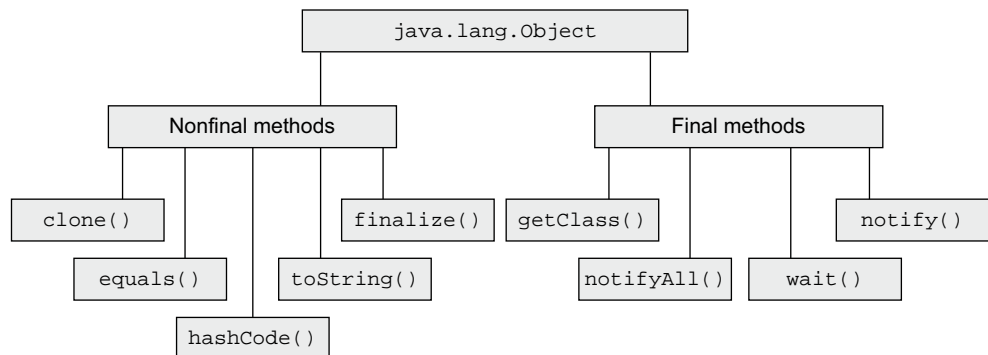 java.lang.Object
Nonfinal methods
Final methods
clone()
finalize()
getClass()
notify()
equals()
toString()
notifyAll()
wait()
hashCode()